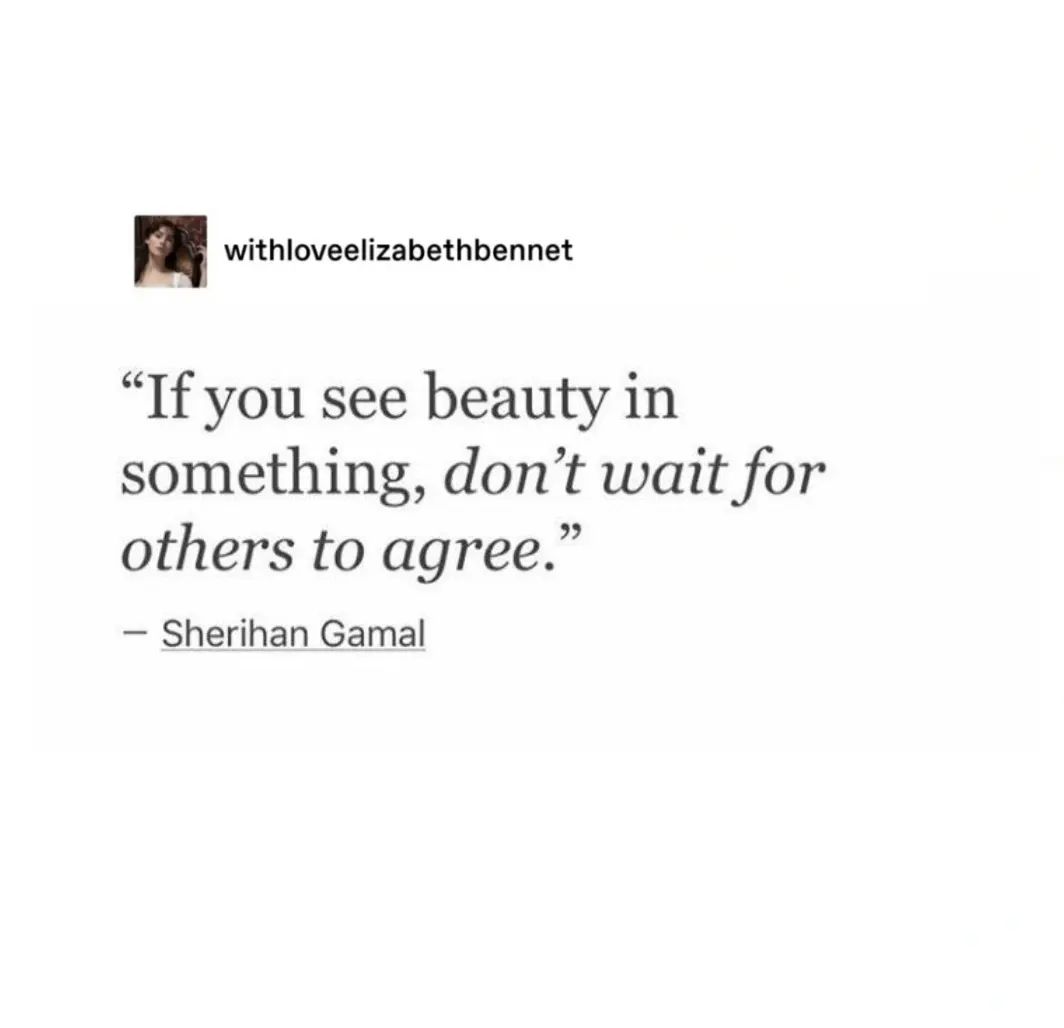 withloveelizabethbennet
“If you see beauty in
something, don’t wait for
others to agree.”
— Sherihan Gamal